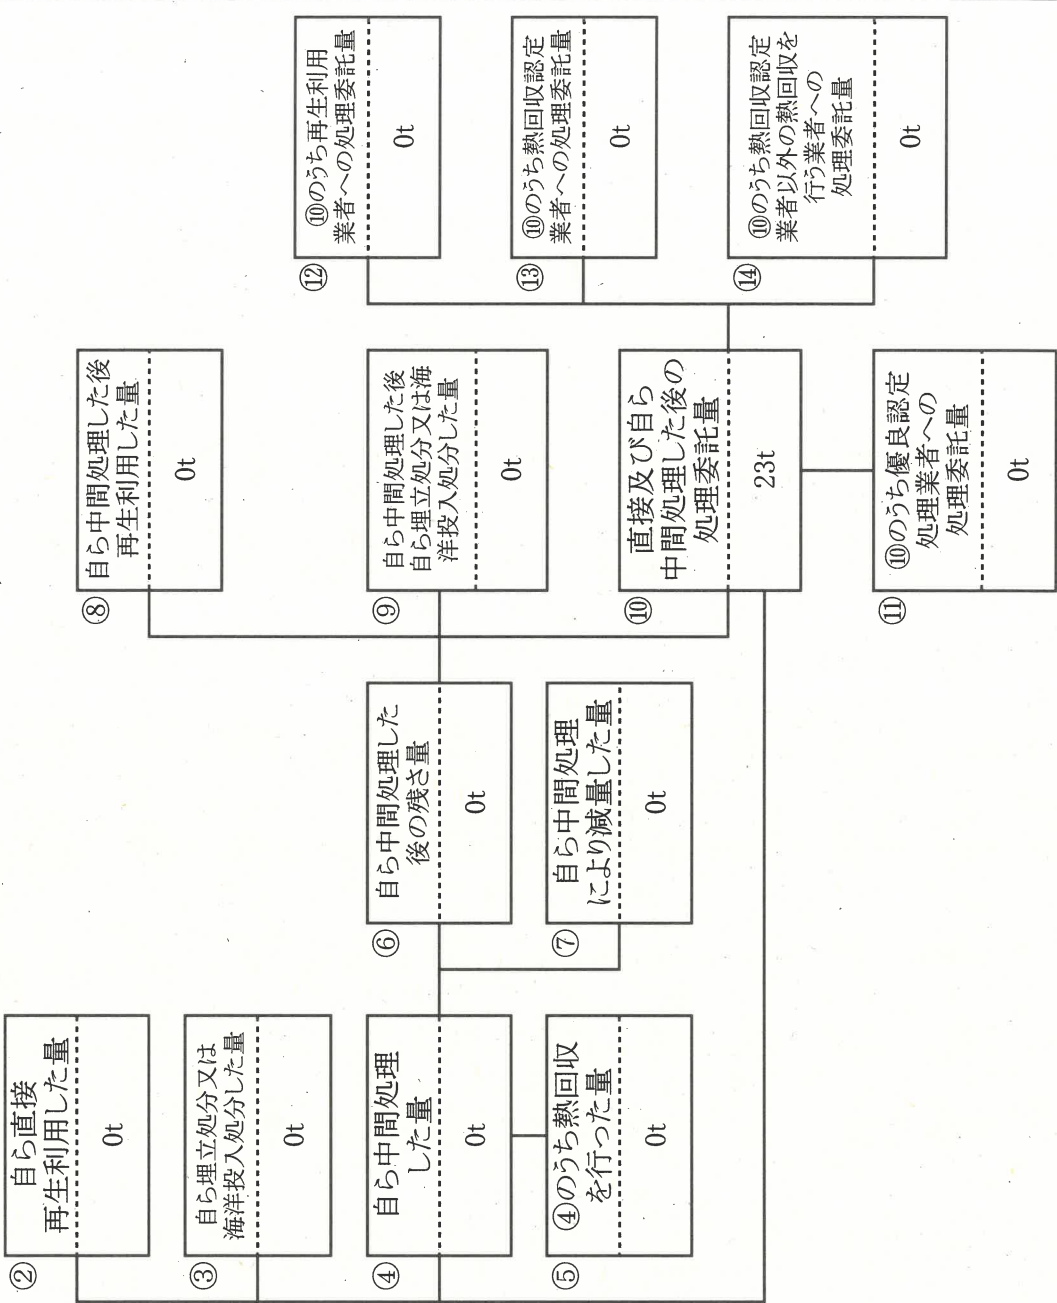 ②
自ら直接
再生利用した量
0t
③
自ら埋立処分又は
海洋投入処分した量
0t
④
自ら中間処理
した量
0t
⑤
④のうち熱回収
を行った量
0t
⑥
自ら中間処理した
後の残さ量
0t
⑦
自ら中間処理
により減量した量
0t
⑧
自ら中間処理した後
再生利用した量
0t
⑨
自ら中間処理した後
自ら埋立処分又は海
洋投入処分した量
0t
⑩
直接及び自ら
中間処理した後の
処理委託量
23t
⑪
⑩のうち優良認定
処理業者への
処理委託量
0t
⑫
⑩のうち再生利用
業者への処理委託量
0t
⑬
⑩のうち熱回収認定
業者への処理委託量
0t
⑭
⑩のうち熱回収認定
業者以外の熱回収を
行う業者への
処理委託量
0t